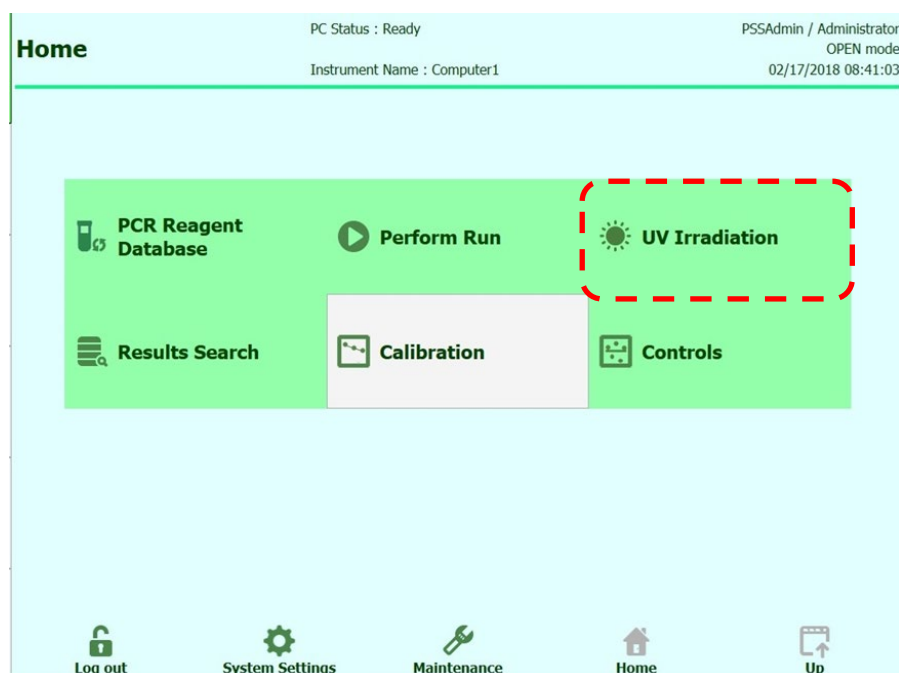 Home
PC Status : Ready
Instrument Name : Computer1
PSSAdmin / Administrator
OPEN mode
02/17/2018 08:41:03
PCR Reagent
Database
Perform Run
UV Irradiation
Results Search
Calibration
Controls
Log out
System Settings
Maintenance
Home
Up